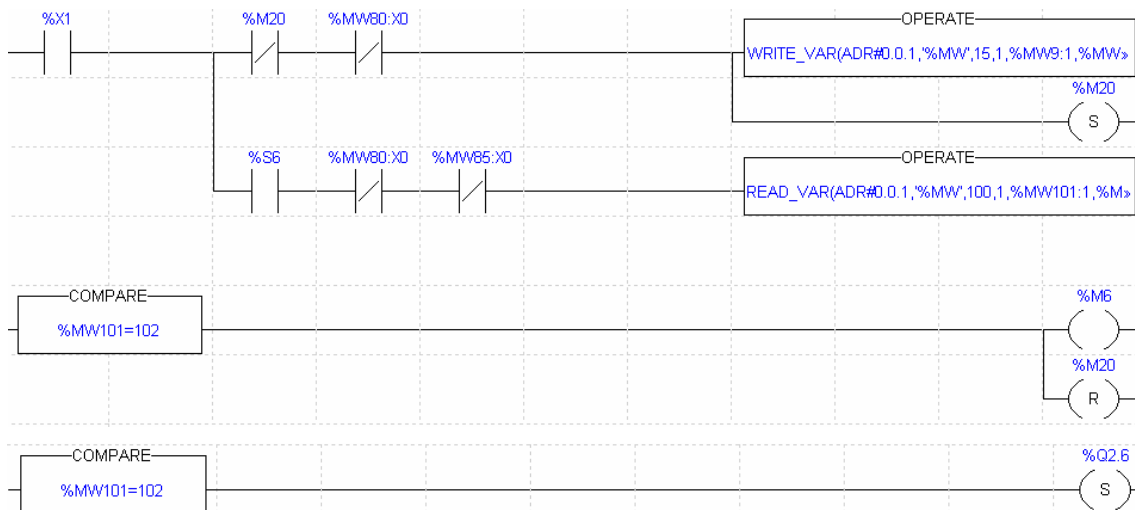 %X1 %M20 %MW80:X0 OPERATE
WRITE_VAR(ADR#0.0.1,'%MW',15,1,%MW9:1,%MW»
%M20
S
%S6 %MW80:X0 %MW85:X0 OPERATE
READ_VAR(ADR#0.0.1,'%MW',100,1,%MW101:1,%M»
COMPARE %M6
%MW101=102
%M20
R
COMPARE %Q2.6
%MW101=102 S